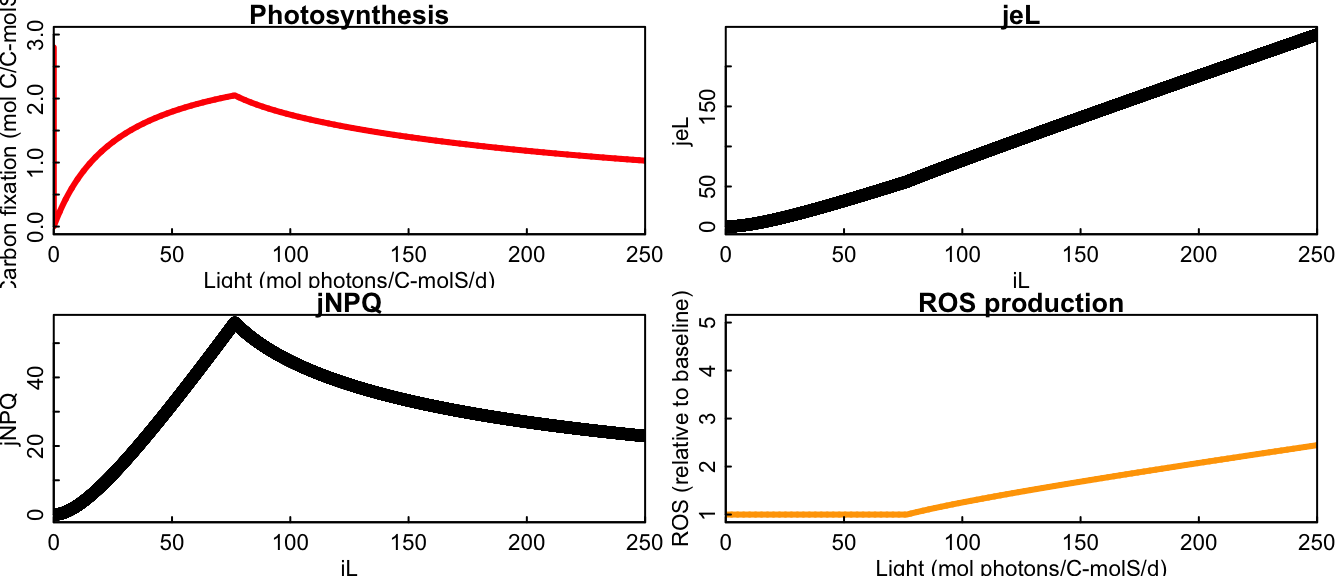 Photosynthesis
Carbon fixation (mol C/C-molS
3.0
2.0
1.0
0.0
0 50 100 150 200 250
Light (mol photons/C-molS/d)
jeL
jeL
150
50
0
0 50 100 150 200 250
iL
jNPQ
jNPQ
40
20
0
0 50 100 150 200 250
iL
ROS production
ROS (relative to baseline)
5
4
3
2
1
0 50 100 150 200 250
Light (mol photons/C-molS/d)